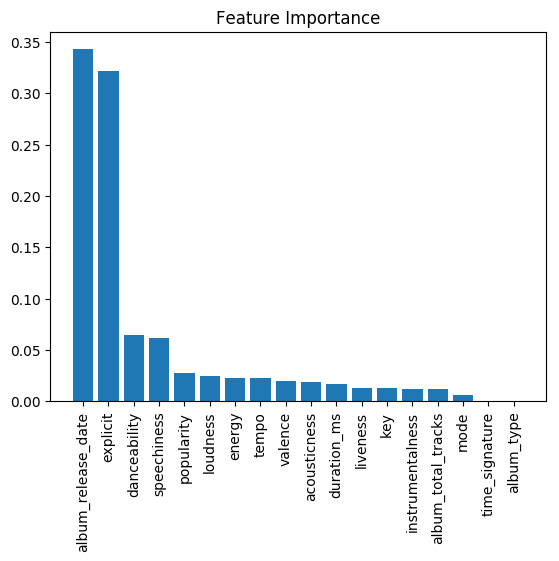 Feature Importance
0.35
0.30
0.25
0.20
0.15
0.10
0.05
0.00
album_release_date
explicit
danceability
speechiness
popularity
loudness
energy
tempo
valence
acousticness
duration_ms
liveness
key
instrumentalness
album_total_tracks
mode
time_signature
album_type